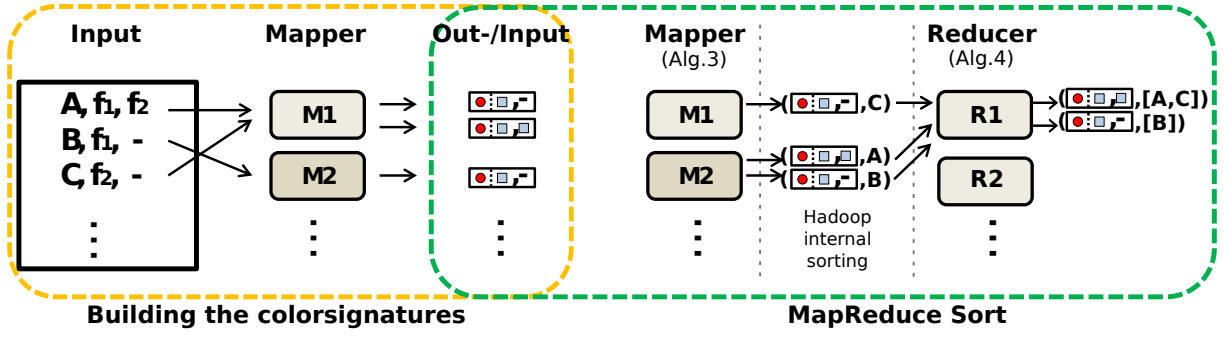 Input Mapper Out-/Input Mapper Reducer
(Alg.3) (Alg.4)
A, f1, f2 M1 ,- M1 ( ,-,C) R1 ( , ,[A,C])
B, f1, - , ( ,-,[B])
C, f2, - M2 ,- M2 ( , ,A) R2
( ,-,B)
Hadoop
internal
sorting
Building the colorsignatures MapReduce Sort